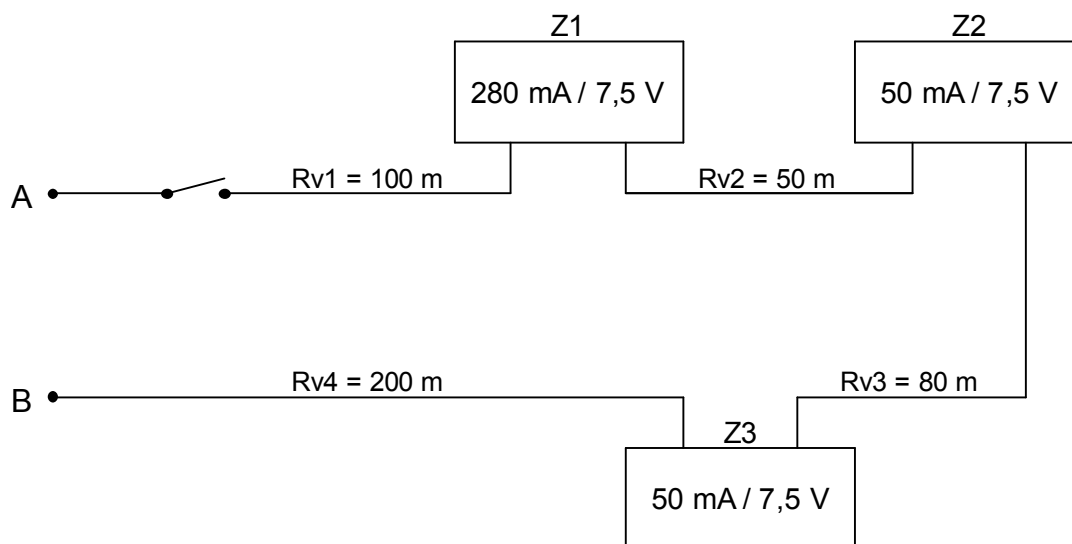 Z1
Z2
280 mA / 7,5 V
50 mA / 7,5 V
A
Rv1 = 100 m
Rv2 = 50 m
B
Rv4 = 200 m
Rv3 = 80 m
Z3
50 mA / 7,5 V